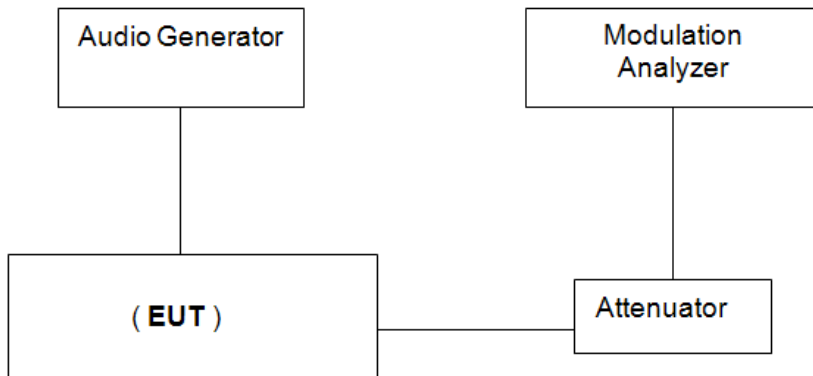 Audio Generator
Modulation
Analyzer
( EUT )
Attenuator